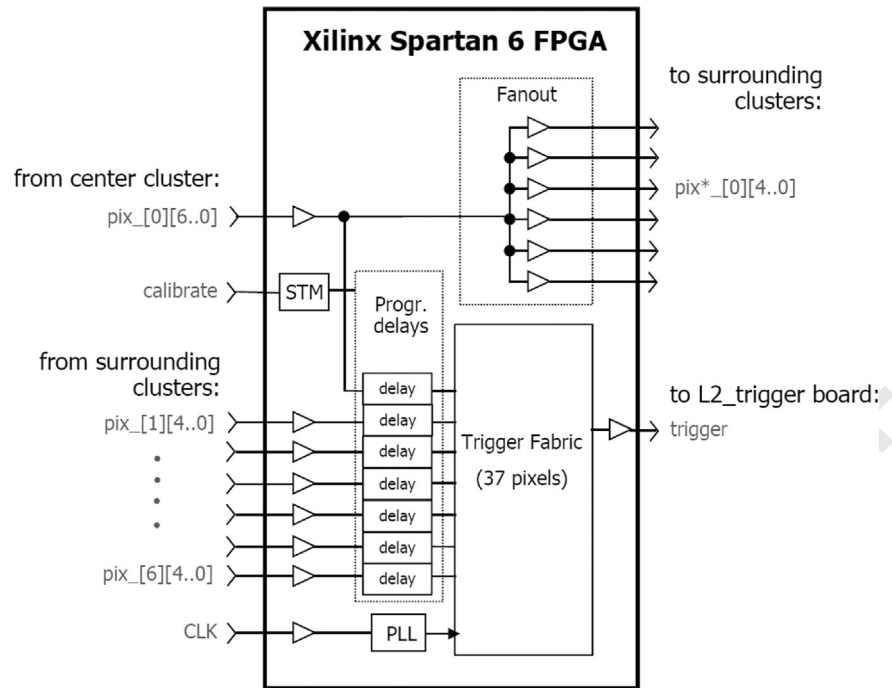 Xilinx Spartan 6 FPGA
Fanout
to surrounding
clusters:
pix*_[0][4..0]
from center cluster:
pix_[0][6..0]
calibrate
STM
Progr.
delays
from surrounding
clusters:
pix_[1][4..0]
pix_[6][4..0]
delay
delay
delay
delay
delay
delay
delay
Trigger Fabric
(37 pixels)
to L2_trigger board:
trigger
CLK
PLL